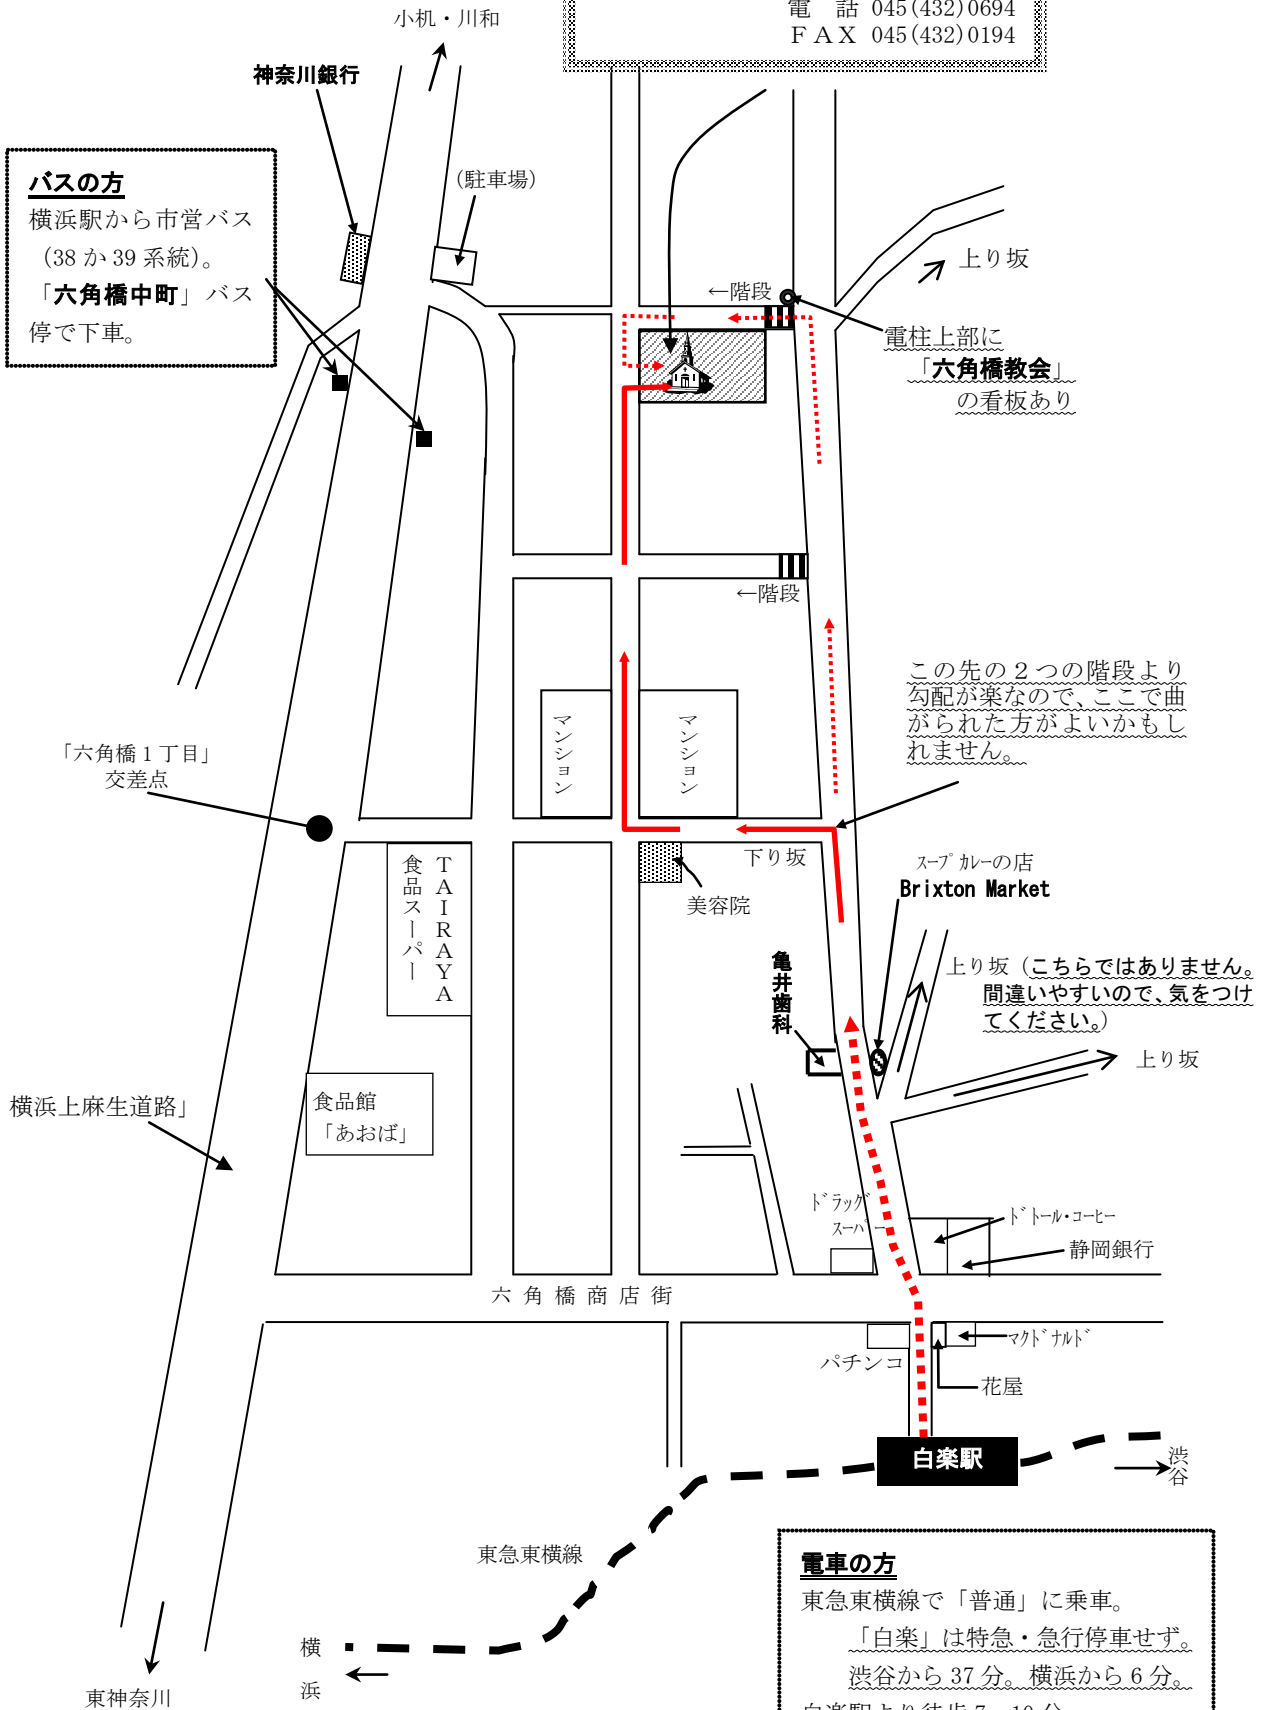 電　話 045(432)0694
ＦＡＸ 045(432)0194
小机・川和
神奈川銀行
(駐車場)
バスの方
横浜駅から市営バス
（38 か 39 系統）。
「六角橋中町」バス
停で下車。
上り坂
←階段
電柱上部に
「六角橋教会」
の看板あり
←階段
この先の２つの階段より
勾配が楽なので、ここで曲
がられた方がよいかもし
れません。
マンション
マンション
「六角橋１丁目」
交差点
下り坂
美容院
TAIRAYA
食品スーパー
スープカレーの店
Brixton Market
亀井歯科
上り坂（こちらではありません。
間違いやすいので、気をつけ
てください。）
上り坂
横浜上麻生道路」
食品館
「あおば」
ドラッグ
スーパー
ドトール・コーヒー
静岡銀行
六角橋商店街
マクドナルド
パチンコ
花屋
白楽駅
渋谷
東急東横線
横浜
東神奈川
電車の方
東急東横線で「普通」に乗車。
「白楽」は特急・急行停車せず。
渋谷から 37 分。横浜から 6 分。